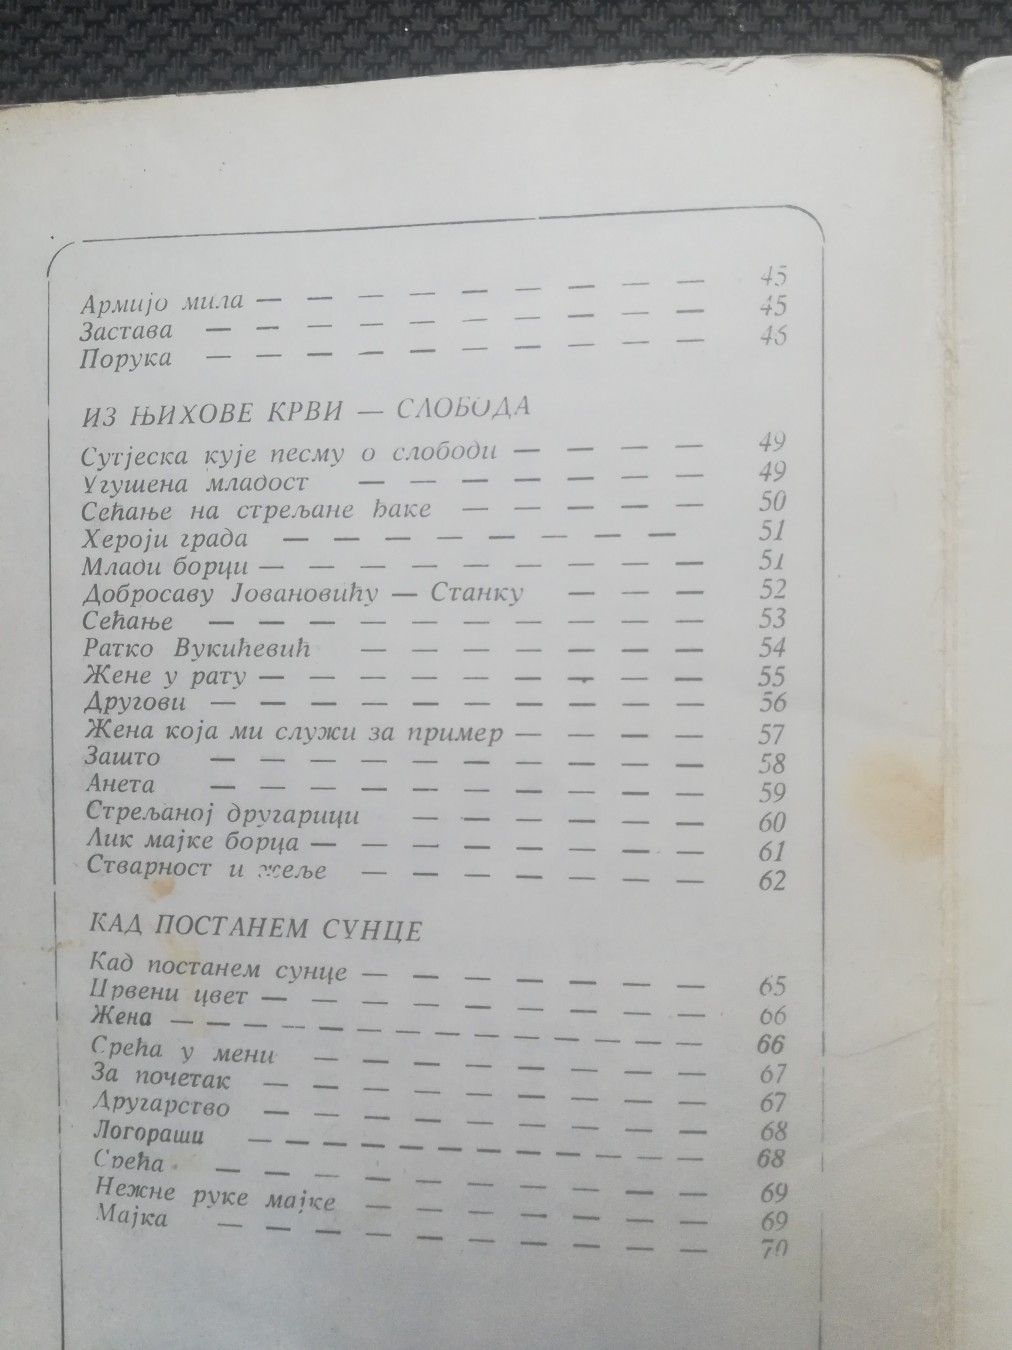 Армијо мила — — — — — — — — — 45
Застава — — — — — — — — — — 45
Порука — — — — — — — — — — 46
ИЗ ЊИХОВЕ КРВИ — СЛОБОДА
Сутјеска кује песму о слободи — — — — 49
Угушена младост — — — — — — — 49
Сећање на стрељане ђаке — — — — — 50
Хероји града — — — — — — — — 51
Млади борци — — — — — — — — — 51
Добросаву Јовановићу — Станку — — — 52
Сећање — — — — — — — — — — 53
Ратко Вукићевић — — — — — — — 54
Жене у рату — — — — — — — — — 55
Другови — — — — — — — — — — 56
Жена која ми служи за пример — — — — 57
Зашто — — — — — — — — — — 58
Анета — — — — — — — — — — 59
Стрељаној другарици — — — — — — 60
Лик мајке борца — — — — — — — — 61
Стварност и жеље — — — — — — — 62
КАД ПОСТАНЕМ СУНЦЕ
Кад постанем сунце — — — — — — — 65
Црвени цвет — — — — — — — — — 66
Жена — — — — — — — — — — — — — 66
Срећа у мени — — — — — — — — 67
За почетак — — — — — — — — — 67
Другарство — — — — — — — — — 68
Логораши — — — — — — — — — — — — 68
Срећа — — — — — — — — — — 69
Нежне руке мајке — — — — — — — 69
Мајка — — — — — — — — — — 70